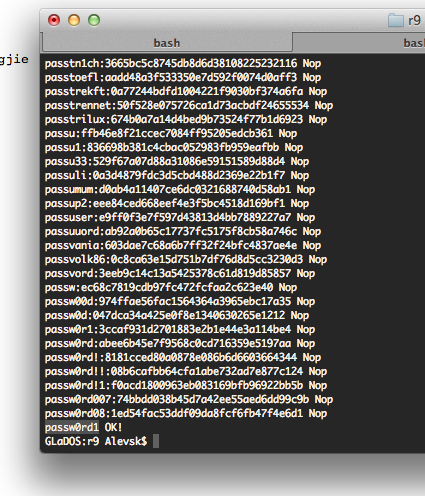 r9
bash
bash
gjie
passtn1ch:3665bc5c8745db8d6d38108225232116 Nop
passtoefl:aadd48a3f533350e7d592f0074d0aff3 Nop
passtrekft:0a77244bdfd1004221f9030bf374a6fa Nop
passtrennet:50f528e075726ca1d73acbdf24655534 Nop
passtrilux:674b0a7a14d4bed9b73524f77b1d6923 Nop
passu:ffb46e8f21ccec7084ff95205edcb361 Nop
passu1:836698b381c4cbac052983fb959eafbb Nop
passu33:529f67a07d88a31086e59151589d88d4 Nop
passuli:0a3d4879fdc3d5cbd488d2369e22b1f7 Nop
passumum:d0ab4a11407ce6dc0321688740d58ab1 Nop
passup2:eee84ced668eef4e3f5bc4518d169bf1 Nop
passuser:e9ff0f3e7f597d43813d4bb7889227a7 Nop
passuuord:ab92a0b65c17737fc5175f8cb58a746c Nop
passvania:603dae7c68a6b7ff32f24bfc4837ae4e Nop
passvolk86:0c8ca63e15d751b7df76d8d5cc3230d3 Nop
passvord:3eeb9c14c13a5425378c61d819d85857 Nop
passw:ec68c7819cdb97fc472fcfaa2c623e40 Nop
passw00d:974ffae56fac1564364a3965ebc17a35 Nop
passw0d:047dca34a425e0f8e1340630265e1212 Nop
passw0r1:3ccaf931d2701883e2b1e44e3a114be4 Nop
passw0rd:abee6b45e7f9568c0cd716359e5197aa Nop
passw0rd!:8181cced80a0878e086b6d6603664344 Nop
passw0rd!!:08b6cafbb64cfa1abe732ad7e877c124 Nop
passw0rd!1:f0acd1800963eb083169bfb96922bb5b Nop
passw0rd007:74bbdd038b45d7a42ee55aed6dd99c9b Nop
passw0rd08:1ed54fac53ddf09da8fcf6fb47f4e6d1 Nop
passw0rd1 OK!
GLaDOS:r9 Alevsk$